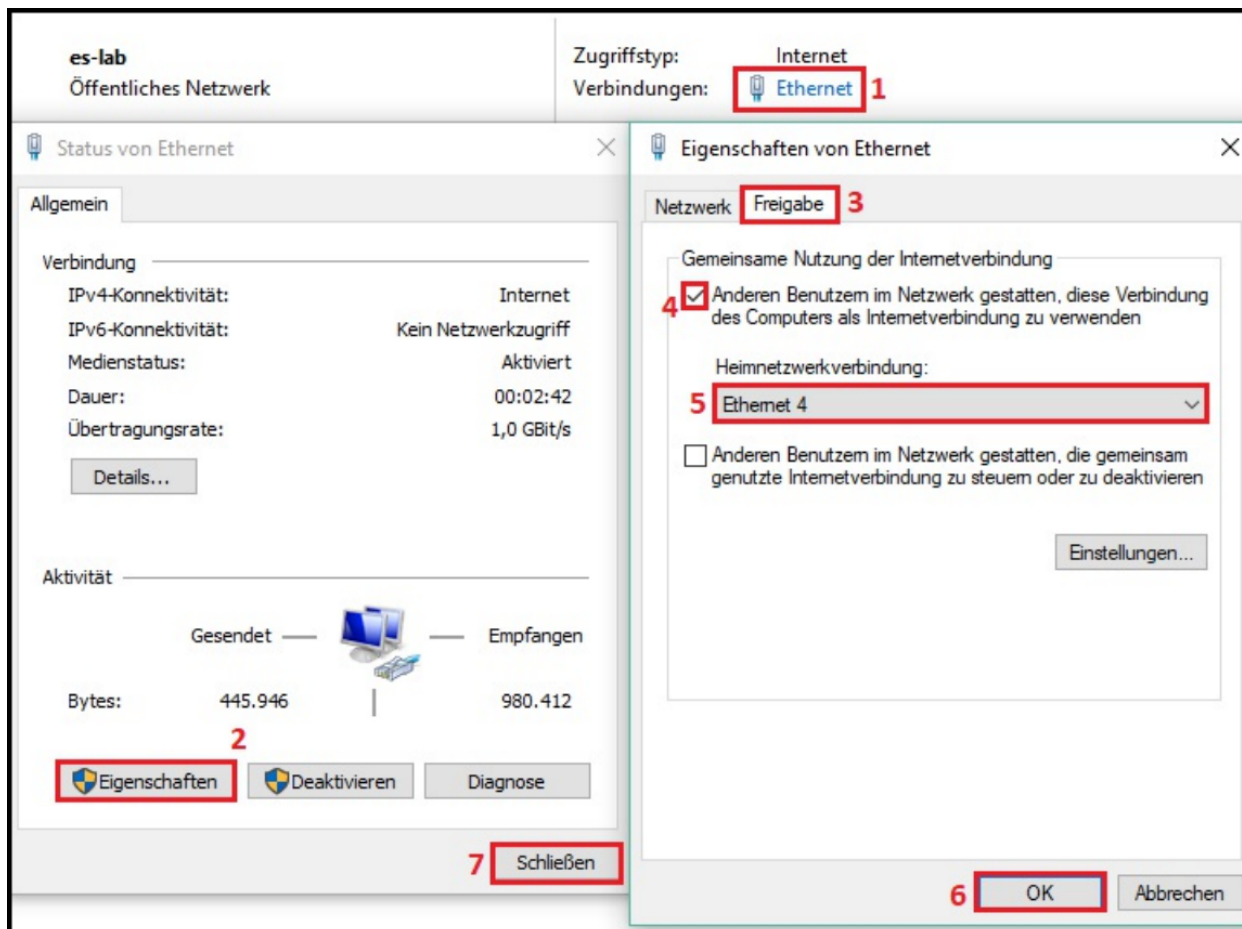 es-lab
Öffentliches Netzwerk
Zugriffstyp: Internet
Verbindungen: Ethernet 1
Status von Ethernet
Allgemein
Verbindung
IPv4-Konnektivität: Internet
IPv6-Konnektivität: Kein Netzwerkzugriff
Medienstatus: Aktiviert
Dauer: 00:02:42
Übertragungsrate: 1,0 GBit/s
Details...
Aktivität
Gesendet Empfangen
Bytes: 445.946 980.412
2
Eigenschaften Deaktivieren Diagnose
7 Schließen
Eigenschaften von Ethernet
Netzwerk Freigabe 3
Gemeinsame Nutzung der Internetverbindung
4 Anderen Benutzern im Netzwerk gestatten, diese Verbindung
des Computers als Internetverbindung zu verwenden
Heimnetzwerkverbindung:
5 Ethernet 4
Anderen Benutzern im Netzwerk gestatten, die gemeinsam
genutzte Internetverbindung zu steuern oder zu deaktivieren
Einstellungen...
6 OK Abbrechen